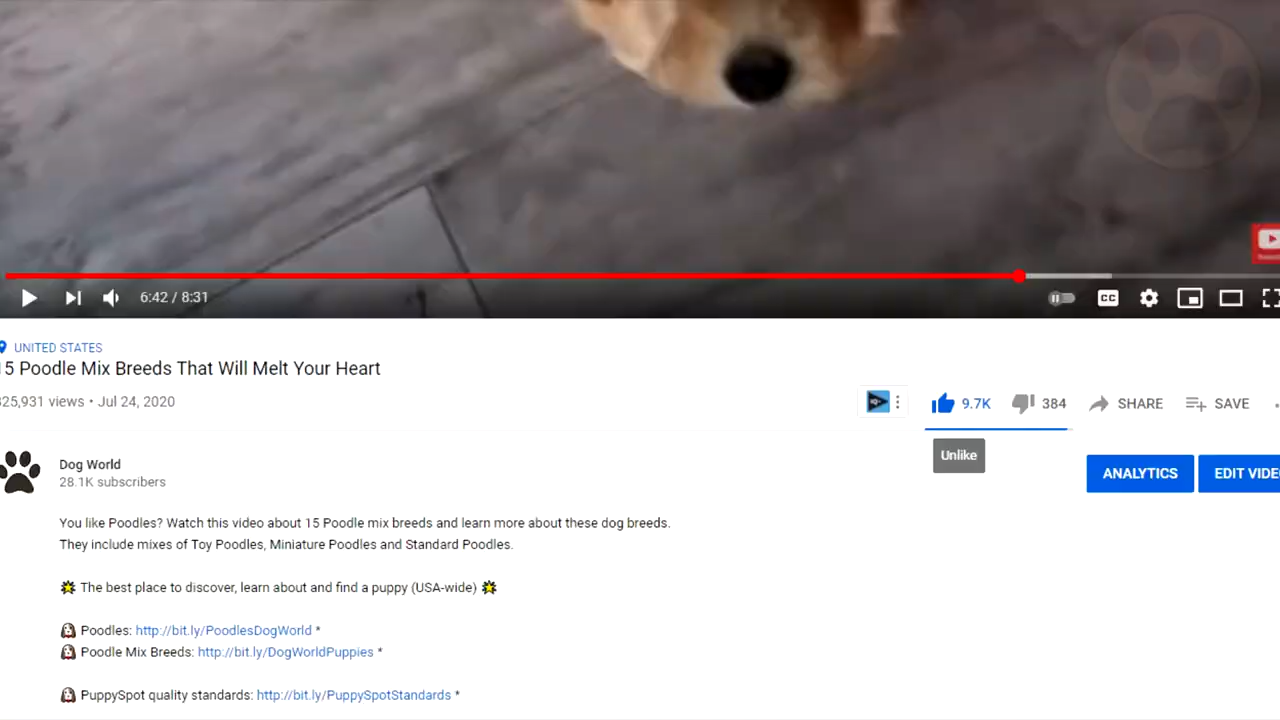 6:42 / 8:31
CC
UNITED STATES
15 Poodle Mix Breeds That Will Melt Your Heart
325,931 views • Jul 24, 2020
9.7K
384
SHARE
SAVE
Unlike
Dog World
28.1K subscribers
ANALYTICS
EDIT VIDE
You like Poodles? Watch this video about 15 Poodle mix breeds and learn more about these dog breeds.
They include mixes of Toy Poodles, Miniature Poodles and Standard Poodles.
The best place to discover, learn about and find a puppy (USA-wide)
Poodles: http://bit.ly/PoodlesDogWorld *
Poodle Mix Breeds: http://bit.ly/DogWorldPuppies *
PuppySpot quality standards: http://bit.ly/PuppySpotStandards *